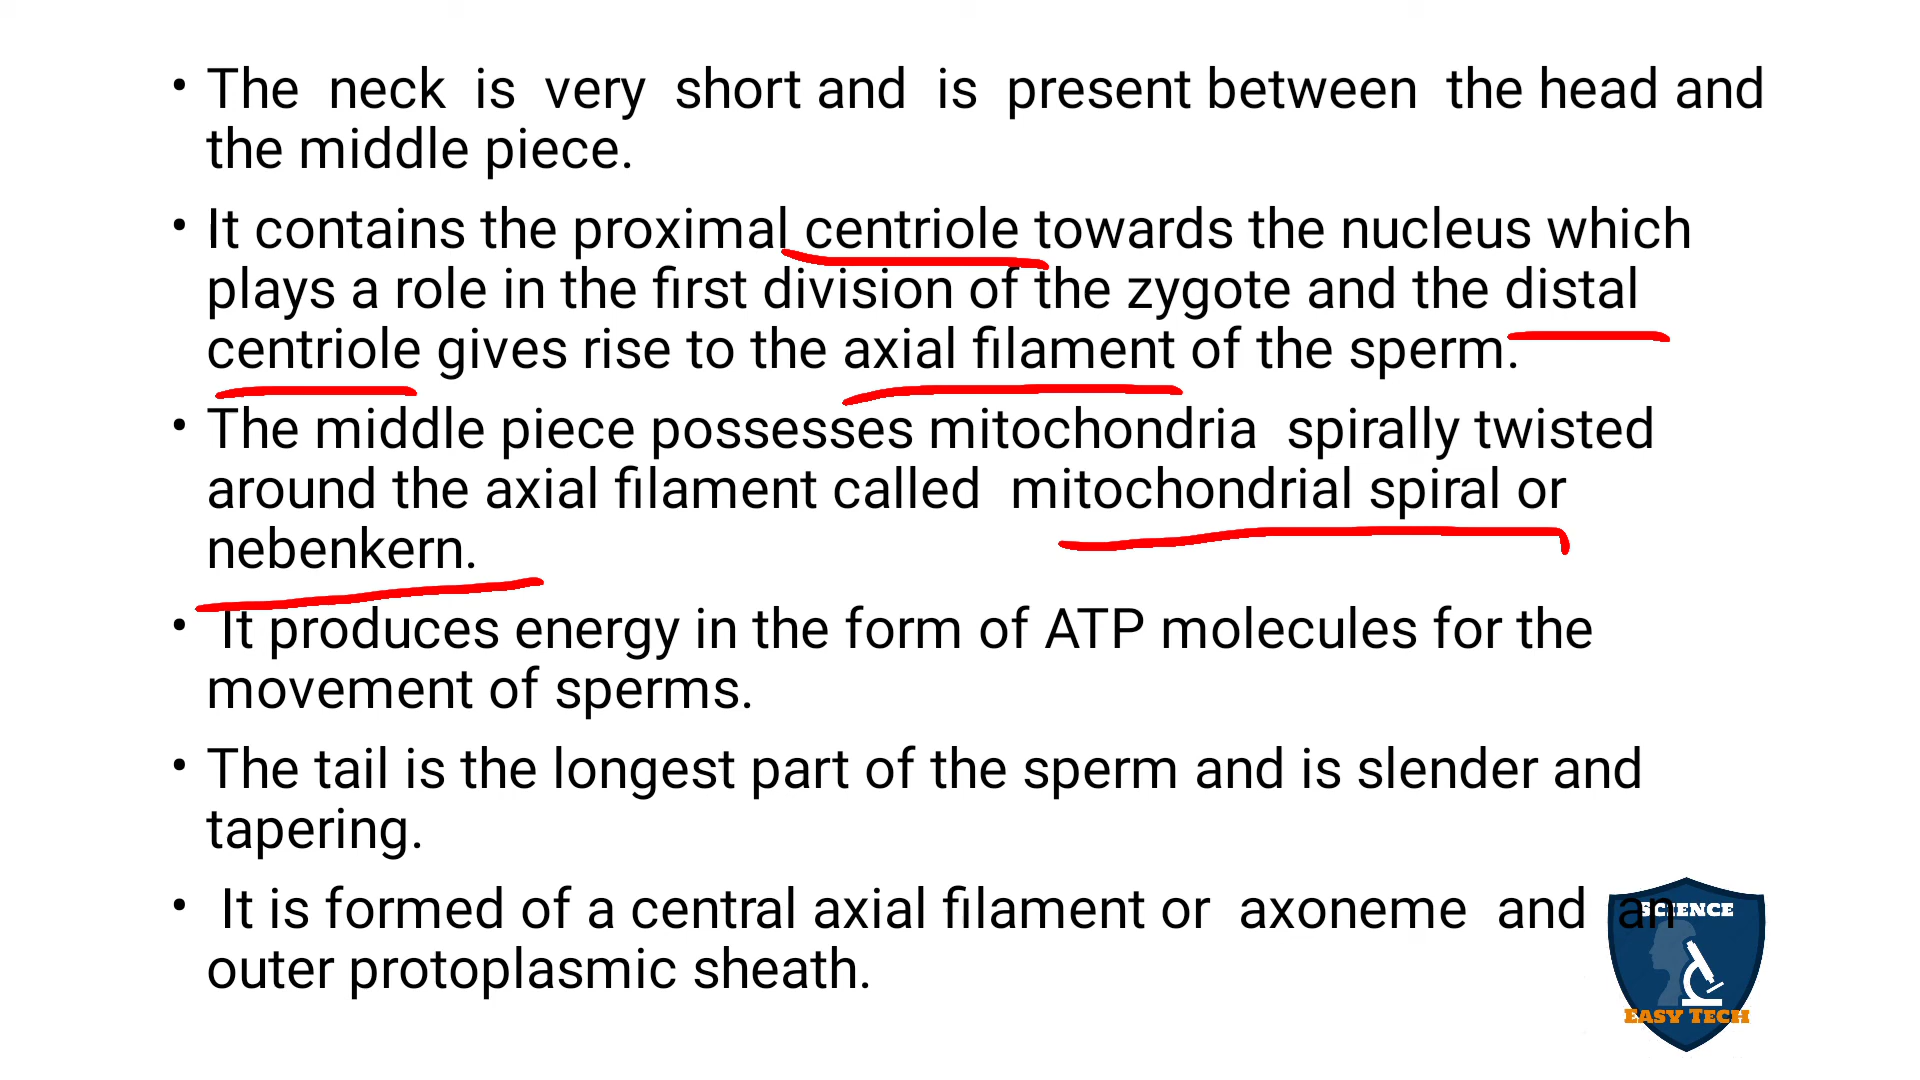 • The neck is very short and is present between the head and
the middle piece.
• It contains the proximal centriole towards the nucleus which
plays a role in the first division of the zygote and the distal
centriole gives rise to the axial filament of the sperm.
• The middle piece possesses mitochondria spirally twisted
around the axial filament called mitochondrial spiral or
nebenkern.
• It produces energy in the form of ATP molecules for the
movement of sperms.
• The tail is the longest part of the sperm and is slender and
tapering.
• It is formed of a central axial filament or axoneme and an
outer protoplasmic sheath.
SCIENCE
EASY TECH